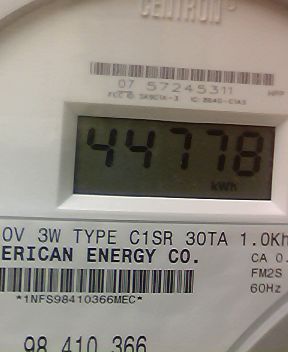 CENTRON
07 57245311
44778
kWh
0V 3W TYPE C1SR 30TA 1.0Kh
ERICAN ENERGY CO.
CA 0.
FM2S
60Hz
*1NFS98410366MEC*
98 410 366